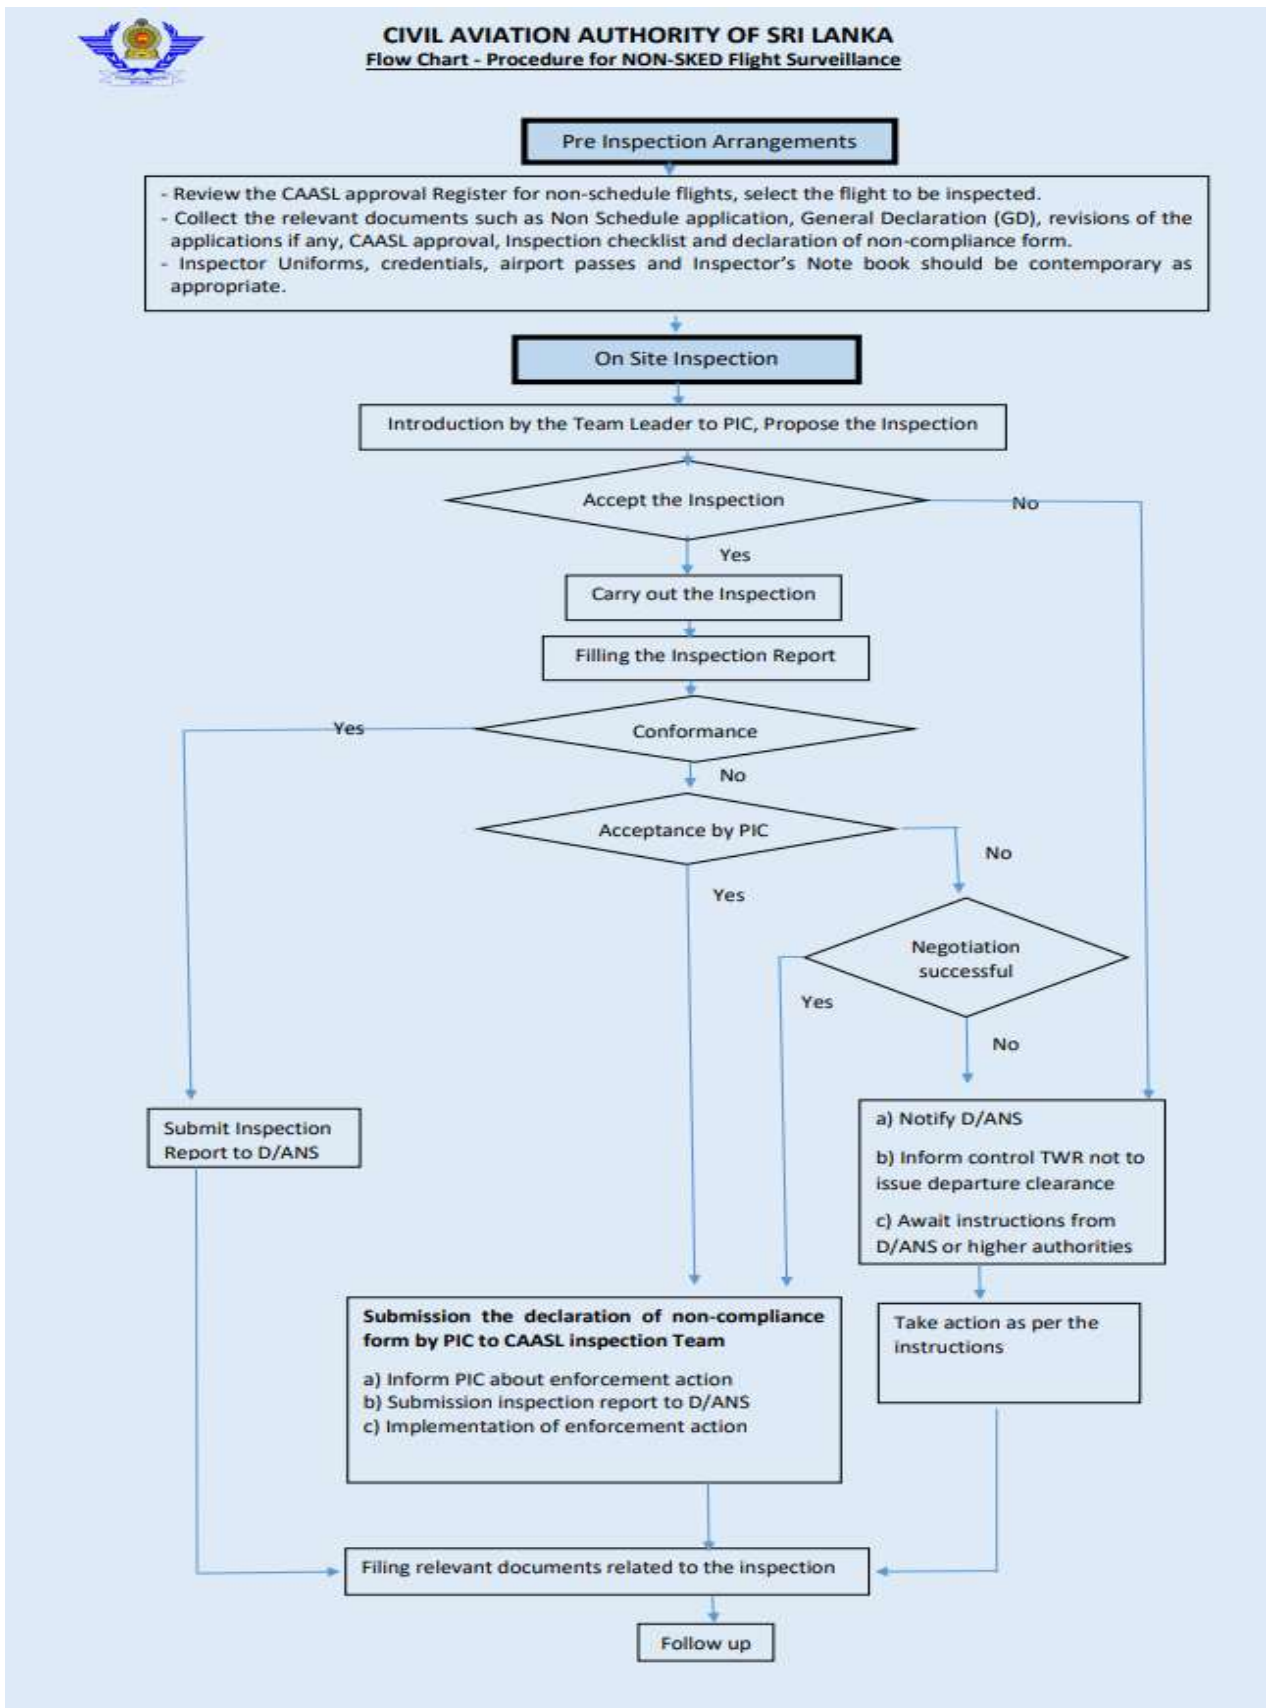 CIVIL AVIATION AUTHORITY OF SRI LANKA
Flow Chart - Procedure for NON-SKED Flight Surveillance
Pre Inspection Arrangements
- Review the CAASL approval Register for non-schedule flights, select the flight to be inspected.
- Collect the relevant documents such as Non Schedule application, General Declaration (GD), revisions of the
applications if any, CAASL approval, Inspection checklist and declaration of non-compliance form.
- Inspector Uniforms, credentials, airport passes and Inspector's Note book should be contemporary as
appropriate.
On Site Inspection
Introduction by the Team Leader to PIC, Propose the Inspection
Accept the Inspection
No
Yes
Carry out the Inspection
Filling the Inspection Report
Yes
Conformance
No
Acceptance by PIC
No
Yes
Negotiation
successful
Yes
No
Submit Inspection
Report to D/ANS
a) Notify D/ANS
b) Inform control TWR not to
issue departure clearance
c) Await instructions from
D/ANS or higher authorities
Submission the declaration of non-compliance
form by PIC to CAASL inspection Team
a) Inform PIC about enforcement action
b) Submission inspection report to D/ANS
c) Implementation of enforcement action
Take action as per the
instructions
Filing relevant documents related to the inspection
Follow up